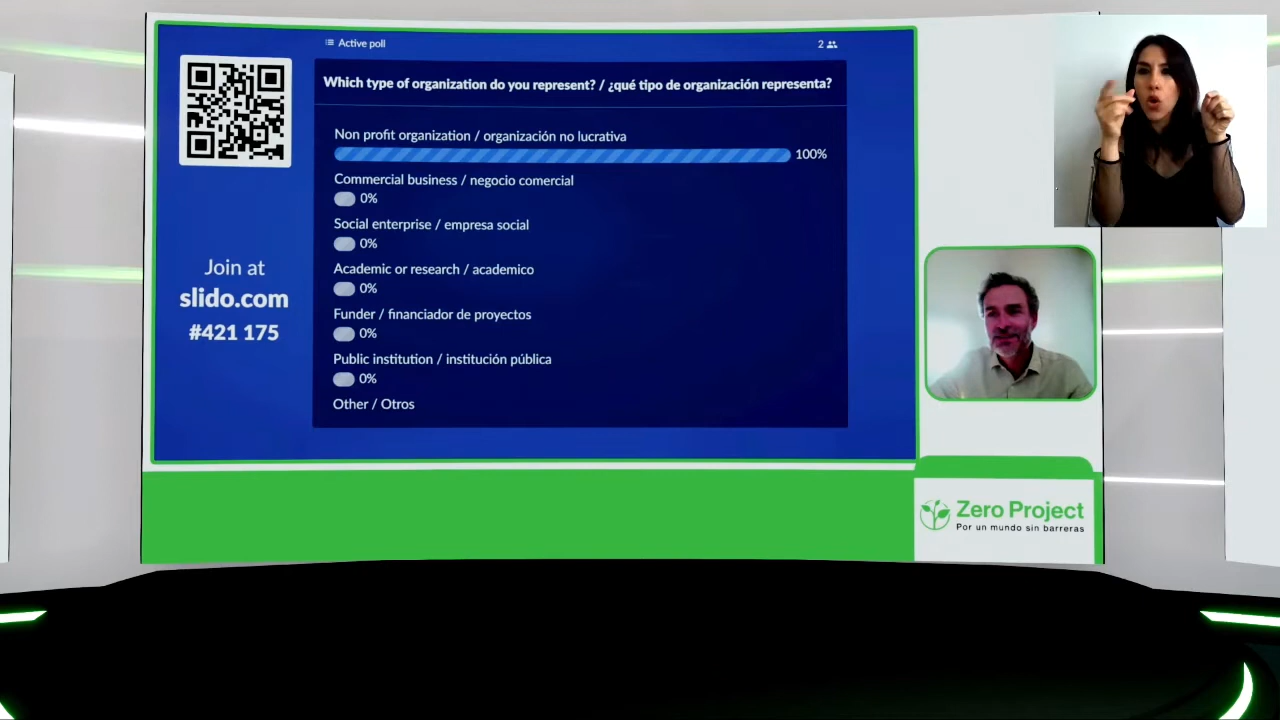 Active poll
2
Which type of organization do you represent? / ¿qué tipo de organización representa?
Non profit organization / organización no lucrativa
100%
Commercial business / negocio comercial
0%
Social enterprise / empresa social
0%
Academic or research / academico
0%
Funder / financiador de proyectos
0%
Public institution / institución pública
0%
Other / Otros
Join at
slido.com
#421 175
Zero Project
Por un mundo sin barreras